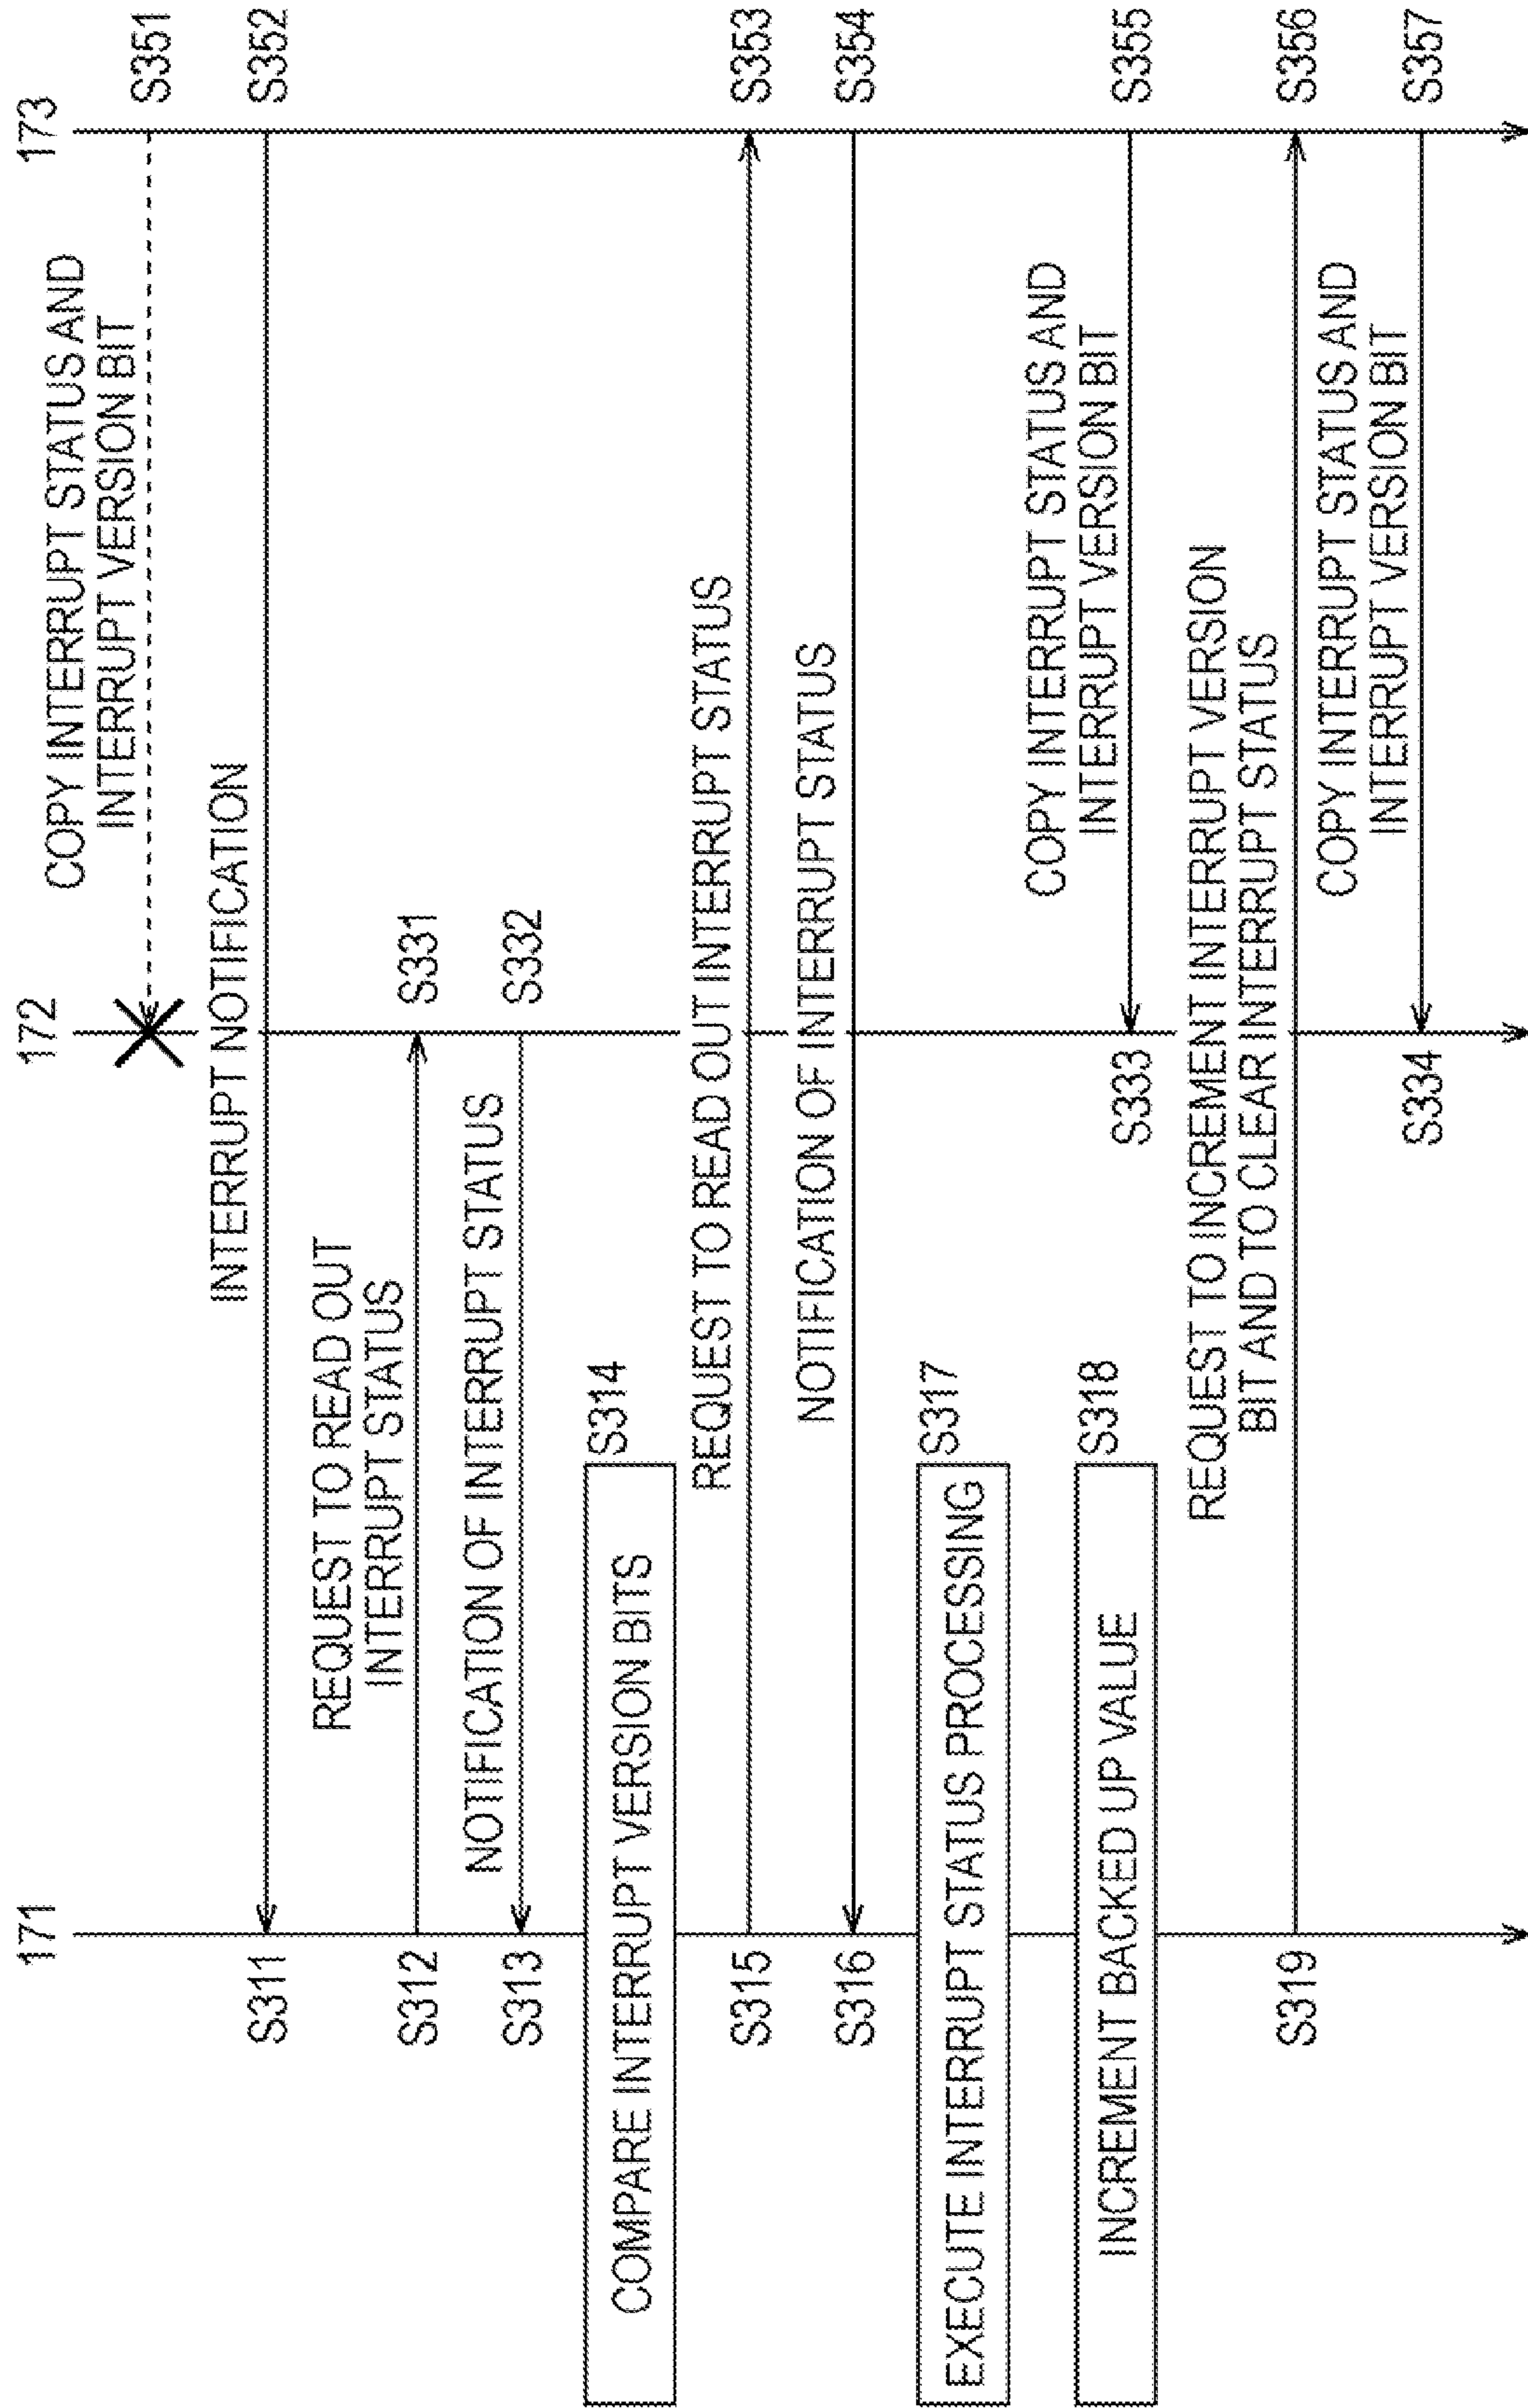 171
172
173
COPY INTERRUPT STATUS AND
INTERRUPT VERSION BIT
S351
INTERRUPT NOTIFICATION
S311
S352
REQUEST TO READ OUT
INTERRUPT STATUS
S312
S331
NOTIFICATION OF INTERRUPT STATUS
S313
S332
COMPARE INTERRUPT VERSION BITS
S314
REQUEST TO READ OUT INTERRUPT STATUS
S315
S353
NOTIFICATION OF INTERRUPT STATUS
S316
S354
EXECUTE INTERRUPT STATUS PROCESSING
S317
COPY INTERRUPT STATUS AND
INTERRUPT VERSION BIT
S333
S355
INCREMENT BACKED UP VALUE
S318
REQUEST TO INCREMENT INTERRUPT VERSION
BIT AND TO CLEAR INTERRUPT STATUS
S319
S356
COPY INTERRUPT STATUS AND
INTERRUPT VERSION BIT
S334
S357